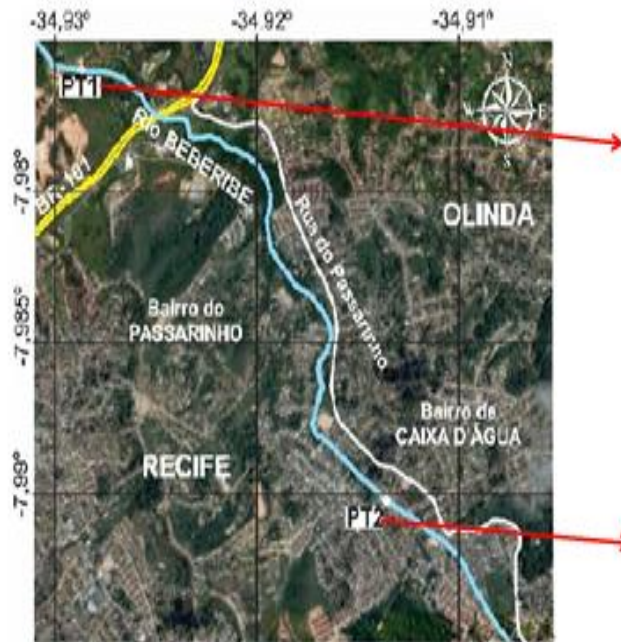 -34,93° -34,92° -34,91°
PT1
N
W E
S
BR-101
Rio BEBERIBE
-7,98°
OLINDA
Rua do Passarinho
Bairro do
PASSARINHO
-7,985°
Bairro de
CAIXA D'ÁGUA
RECIFE
-7,99°
PT2